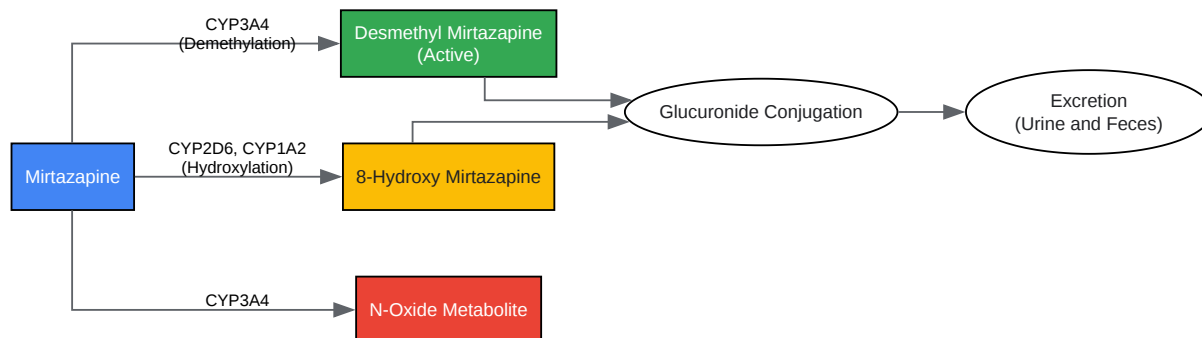 CYP3A4
(Demethylation)
Desmethyl Mirtazapine
(Active)
Glucuronide Conjugation
Excretion
(Urine and Feces)
Mirtazapine
CYP2D6, CYP1A2
(Hydroxylation)
8-Hydroxy Mirtazapine
CYP3A4
N-Oxide Metabolite